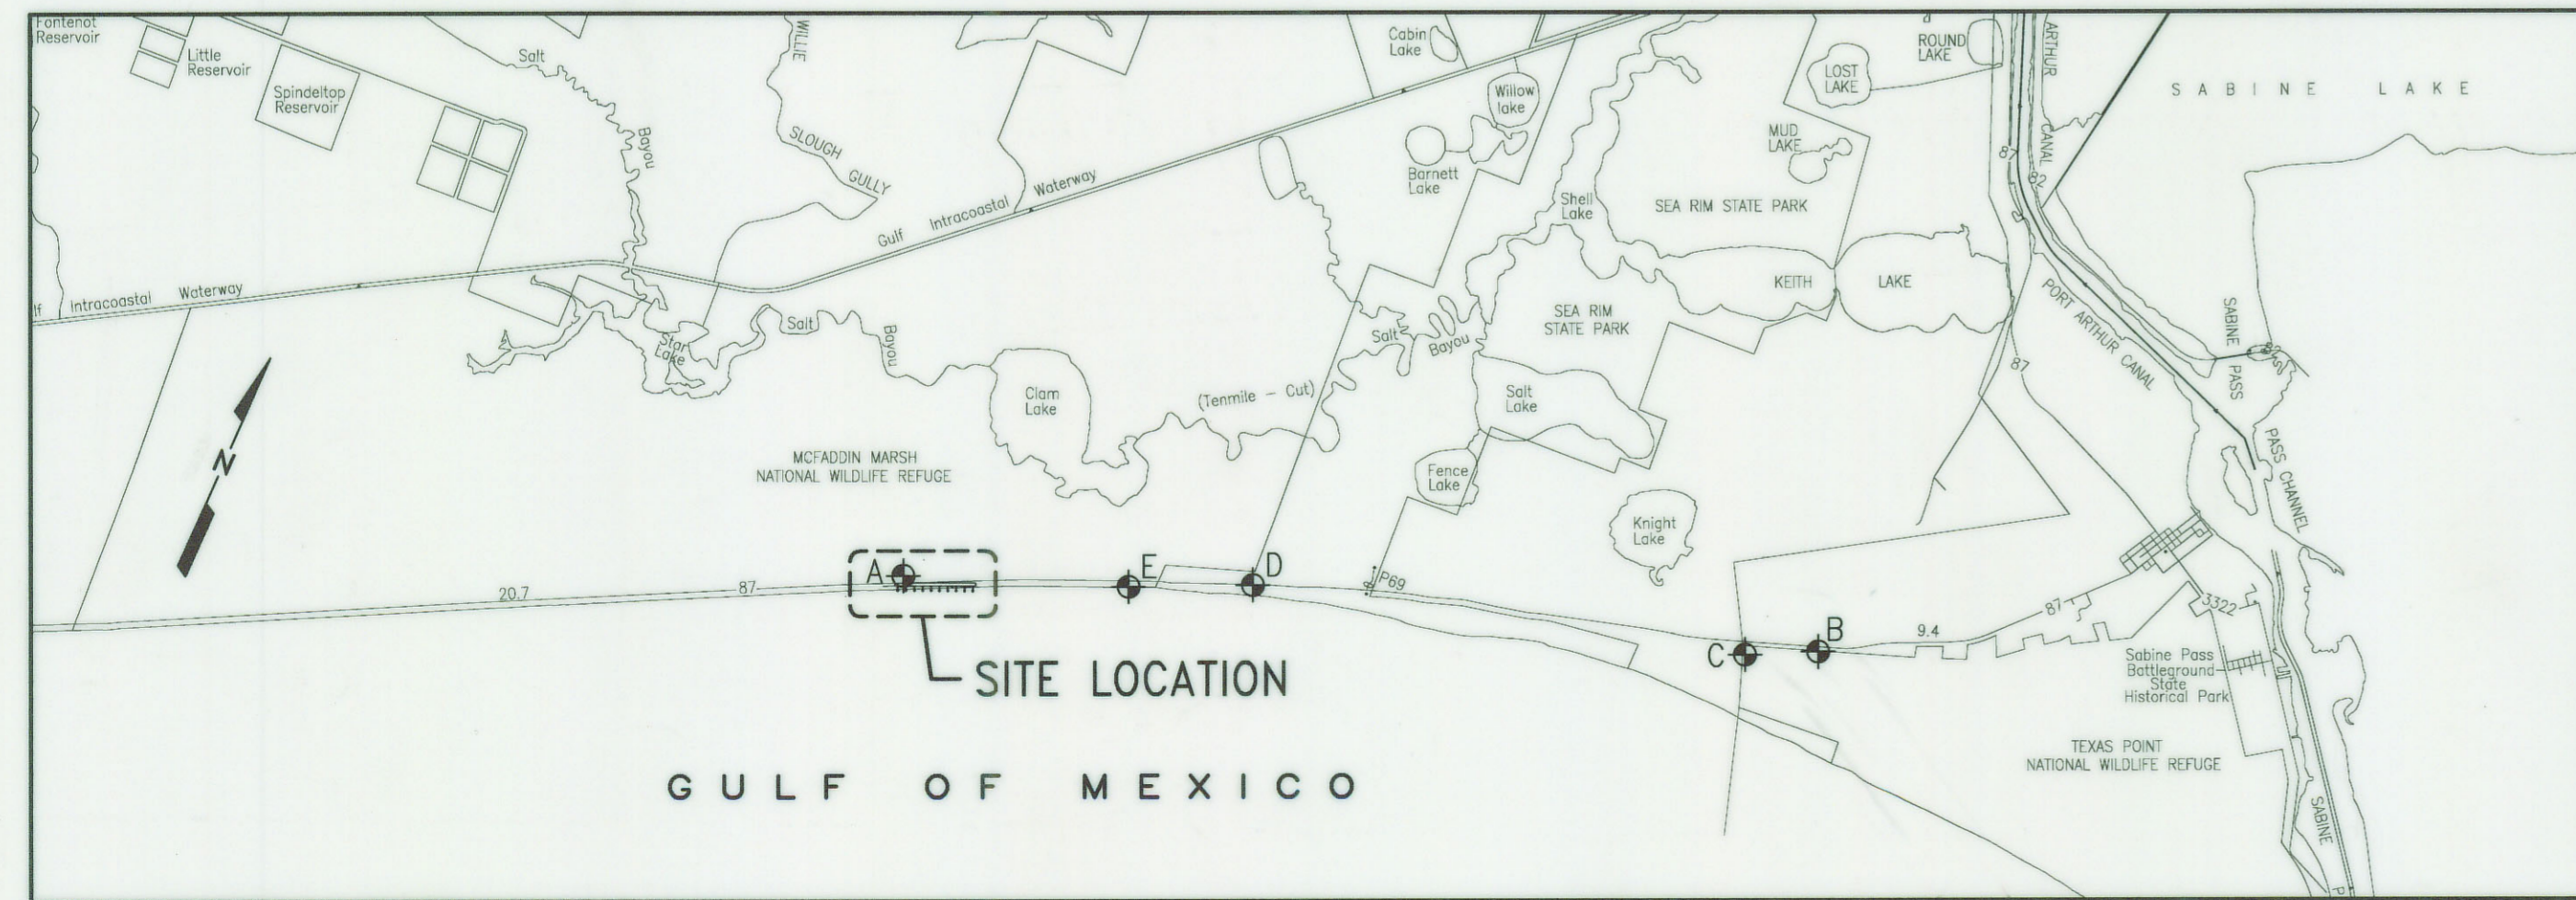 Fontenot
Reservoir
Little
Reservoir
Spindeltop
Reservoir
Salt
Bayou
WILLIE
SLOUGH
GULLY
Gulf Intracoastal Waterway
Cabin
Lake
Willow
lake
Barnett
Lake
Shell
Lake
LOST
LAKE
ROUND
LAKE
MUD
LAKE
SEA RIM STATE PARK
ARTHUR
CANAL
87
82
SABINE LAKE
lf Intracoastal Waterway
Star
Lake
Salt
Bayou
Clam
Lake
(Tenmile - Cut)
Salt
Bayou
SEA RIM
STATE PARK
KEITH LAKE
PORT ARTHUR CANAL
87
SABINE
PASS
82
Salt
Lake
Fence
Lake
Knight
Lake
PASS CHANNEL
N
MCFADDIN MARSH
NATIONAL WILDLIFE REFUGE
20.7
87
A
E
D
P69
C
B
9.4
87
3322
SITE LOCATION
Sabine Pass
Battleground
State
Historical Park
TEXAS POINT
NATIONAL WILDLIFE REFUGE
GULF OF MEXICO
SABINE
P